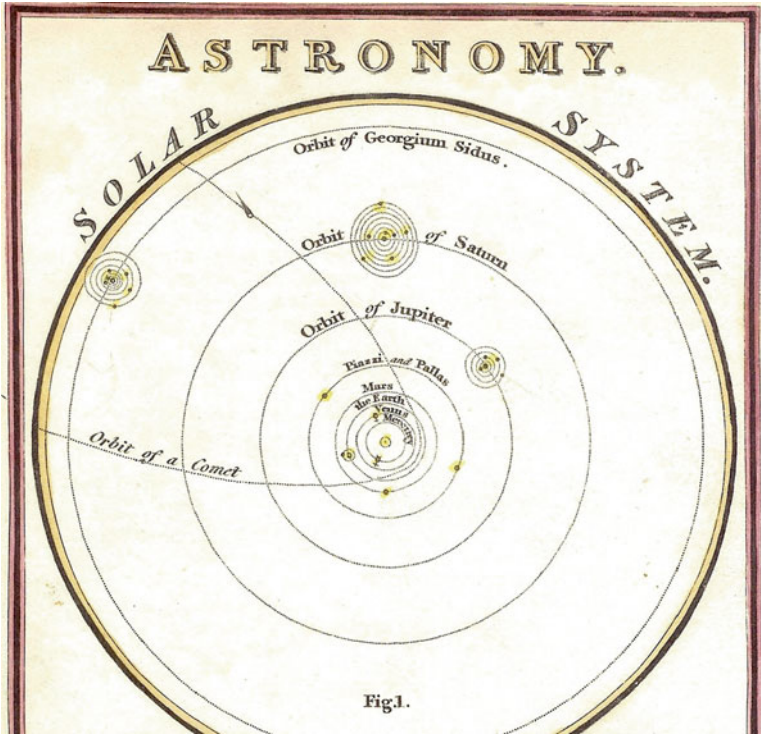 ASTRONOMY.
SOLAR SYSTEM.
Orbit of Georgium Sidus.
Orbit of Saturn
Orbit of Jupiter
Piazzi and Pallas
Mars
the Earth
Venus
Mercury
Orbit of a Comet
Fig.1.